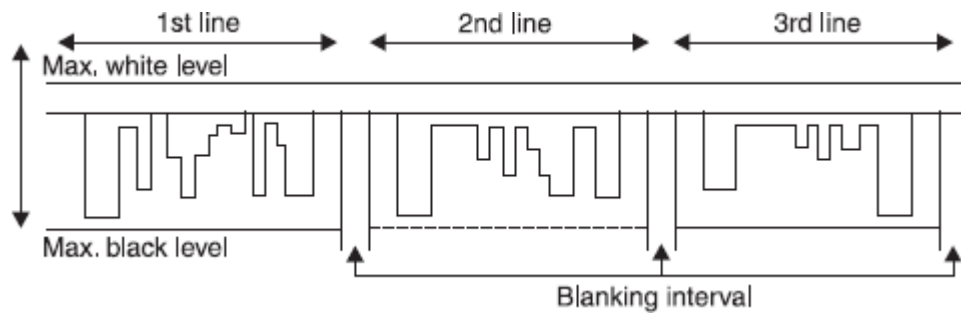 1st line
2nd line
3rd line
Max. white level
Max. black level
Blanking interval